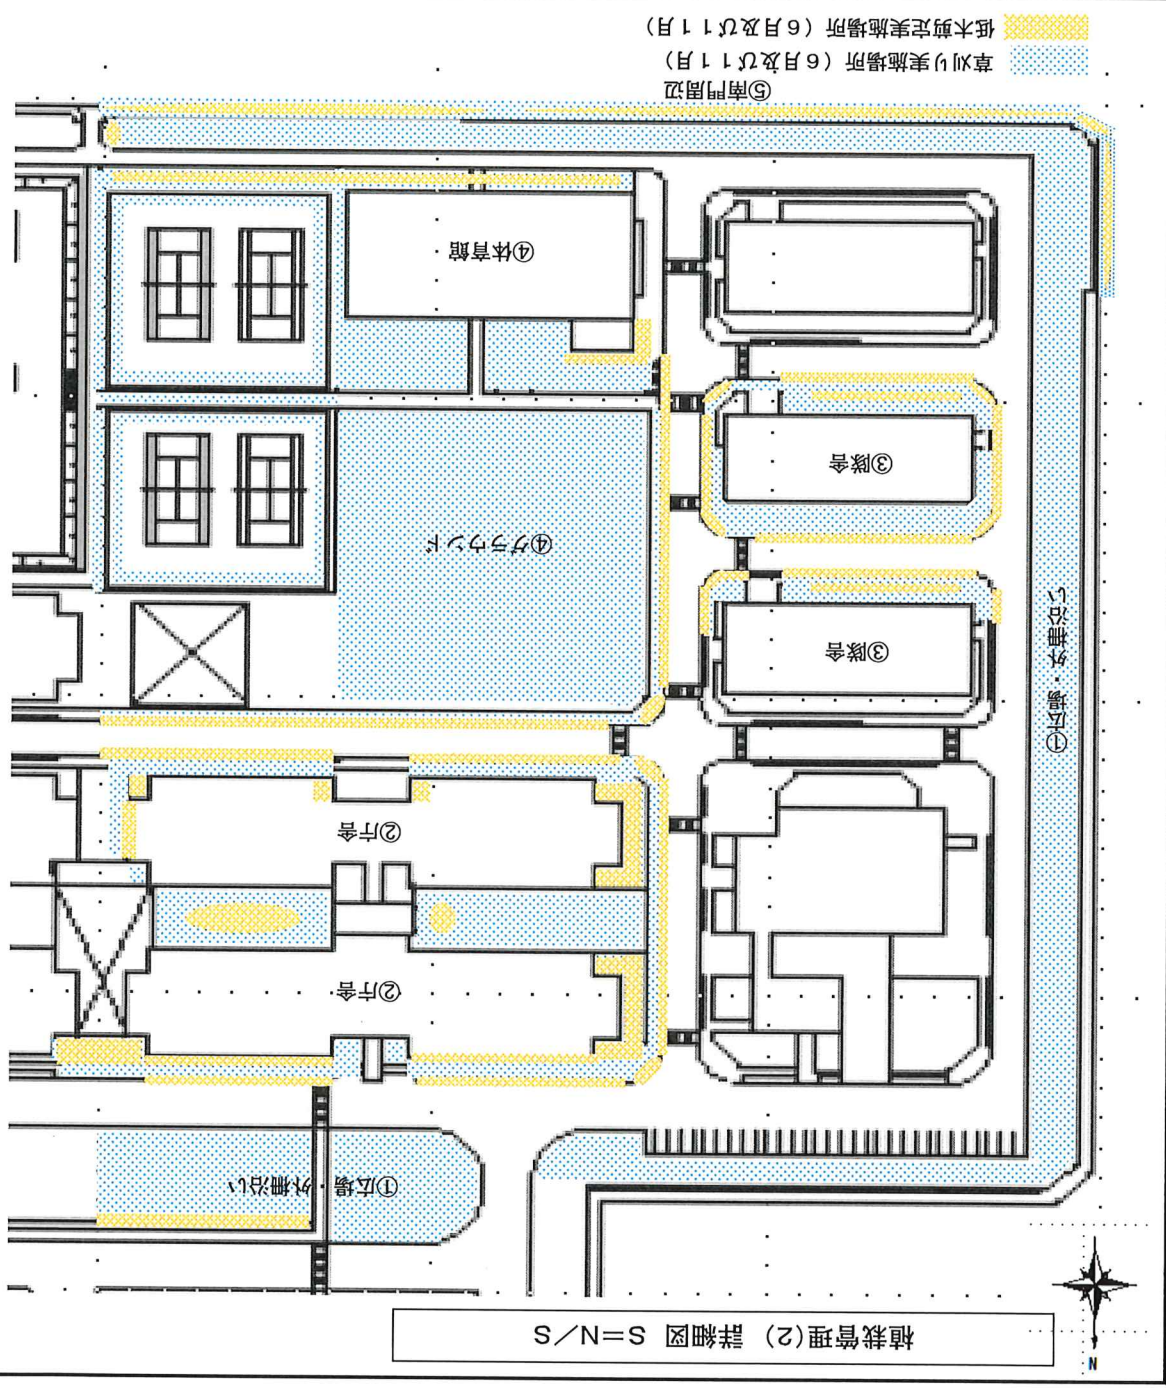 植栽管理(2) 詳細図 S=N/S
N
①広場・外柵沿い
②庁舎
②庁舎
①広場・外柵沿い
③隊舎
③隊舎
④グラウンド
④体育館
⑤南門周辺
草刈り実施場所(6月及び11月)
低木剪定実施場所(6月及び11月)